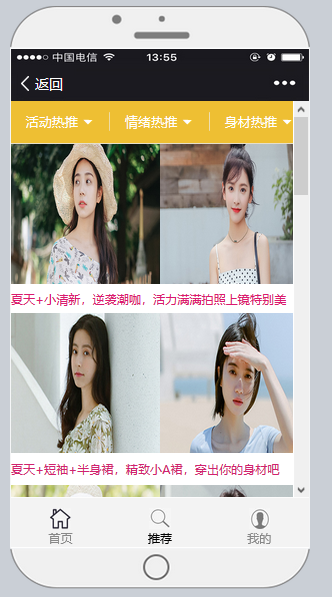 中国电信 13:55
返回
活动热推 情绪热推 身材热推
夏天+小清新，逆袭潮咖，活力满满拍照上镜特别美
夏天+短袖+半身裙，精致小A裙，穿出你的身材吧
首页 推荐 我的